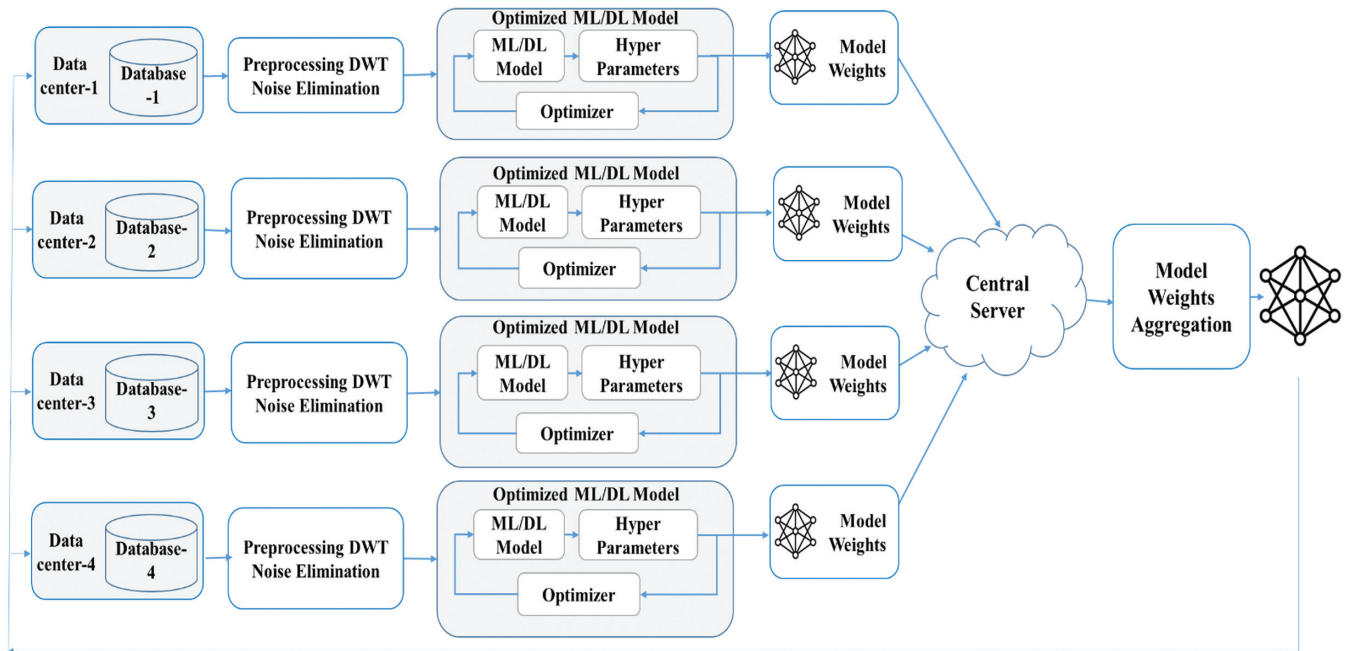 Optimized ML/DL Model
Data
center-1
Database
-1
Preprocessing DWT
Noise Elimination
ML/DL
Model
Hyper
Parameters
Optimizer
Model
Weights
Optimized ML/DL Model
Data
center-2
Database-
2
Preprocessing DWT
Noise Elimination
ML/DL
Model
Hyper
Parameters
Optimizer
Model
Weights
Central
Server
Model
Weights
Aggregation
Optimized ML/DL Model
Data
center-3
Database-
3
Preprocessing DWT
Noise Elimination
ML/DL
Model
Hyper
Parameters
Optimizer
Model
Weights
Optimized ML/DL Model
Data
center-4
Database-
4
Preprocessing DWT
Noise Elimination
ML/DL
Model
Hyper
Parameters
Optimizer
Model
Weights